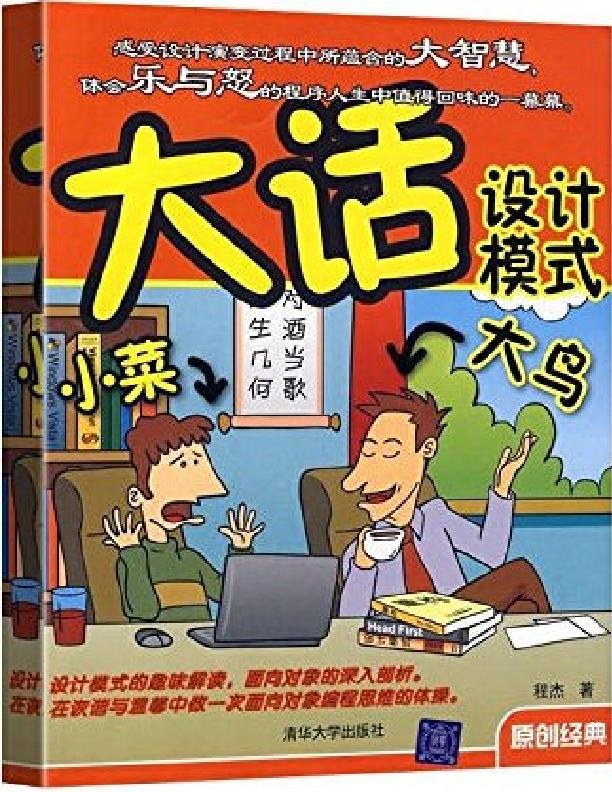 感受设计演变过程中所蕴含的大智慧,
体会乐与怒的程序人生中值得回味的一幕幕。
大话
设计
模式
大鸟
小菜
对酒当歌
人生几何
Windows Vista
Head First
设计模式的趣味解读，面向对象的深入剖析。
在诙谐与温馨中做一次面向对象编程思维的体操。
程杰 著
清华大学出版社
原创经典